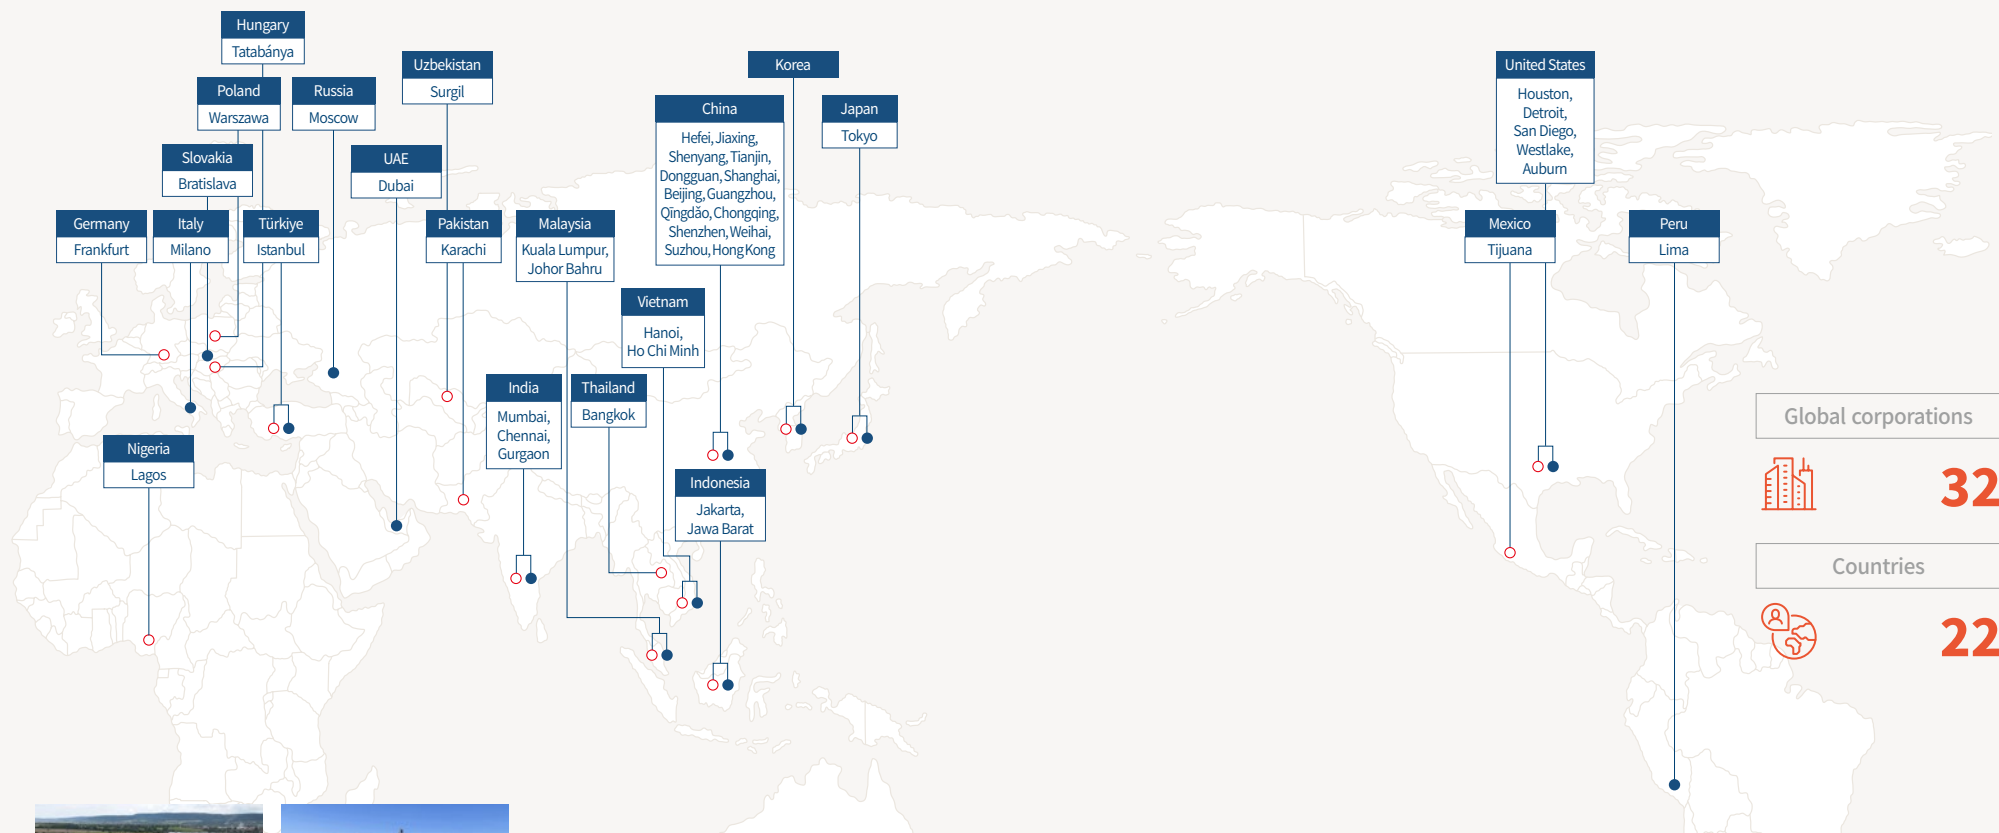 Hungary
Tatabánya
Poland
Warszawa
Russia
Moscow
Uzbekistan
Surgil
Slovakia
Bratislava
UAE
Dubai
Germany
Frankfurt
Italy
Milano
Türkiye
Istanbul
Pakistan
Karachi
Malaysia
Kuala Lumpur,
Johor Bahru
Korea
China
Hefei, Jiaxing,
Shenyang, Tianjin,
Dongguan, Shanghai,
Beijing, Guangzhou,
Qīngdǎo, Chongqing,
Shenzhen, Weihai,
Suzhou, Hong Kong
Japan
Tokyo
Vietnam
Hanoi,
Ho Chi Minh
India
Mumbai,
Chennai,
Gurgaon
Thailand
Bangkok
Nigeria
Lagos
Indonesia
Jakarta,
Jawa Barat
United States
Houston,
Detroit,
San Diego,
Westlake,
Auburn
Mexico
Tijuana
Peru
Lima
Global corporations
32
Countries
22